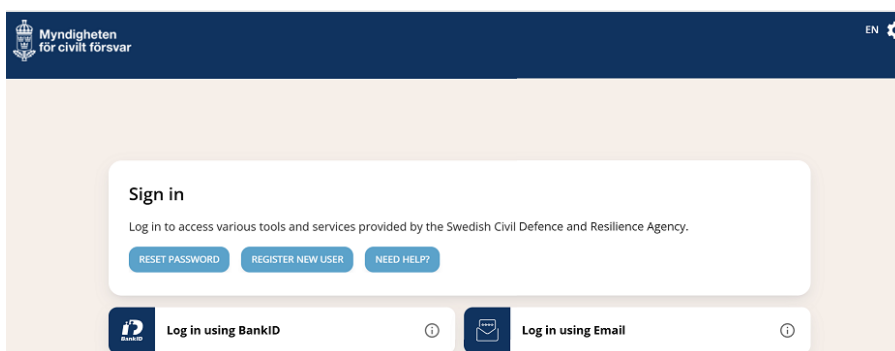 Myndigheten
för civilt försvar
EN
Sign in
Log in to access various tools and services provided by the Swedish Civil Defence and Resilience Agency.
RESET PASSWORD REGISTER NEW USER NEED HELP?
BankID Log in using BankID Log in using Email